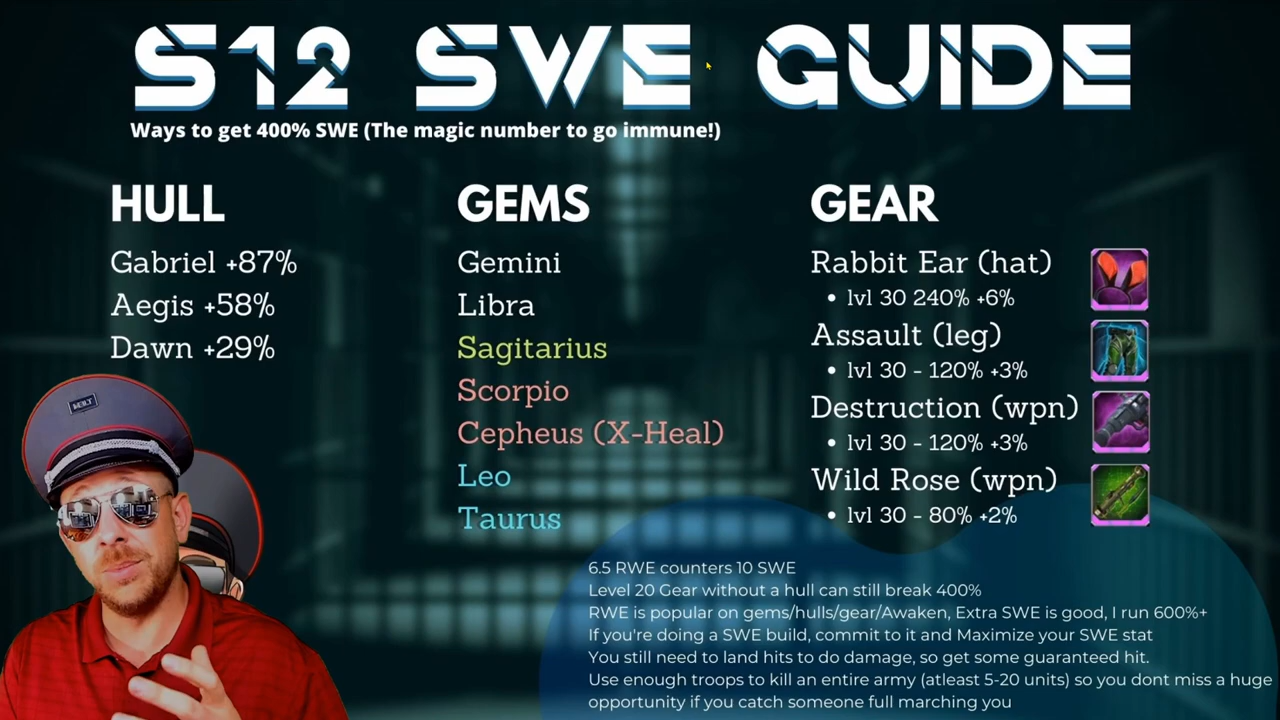 S12 SWE GUIDE
Ways to get 400% SWE (The magic number to go immune!)
HULL
Gabriel +87%
Aegis +58%
Dawn +29%
GEMS
Gemini
Libra
Sagitarius
Scorpio
Cepheus (X-Heal)
Leo
Taurus
GEAR
Rabbit Ear (hat)
• lvl 30 240% +6%
Assault (leg)
• lvl 30 - 120% +3%
Destruction (wpn)
• lvl 30 - 120% +3%
Wild Rose (wpn)
• lvl 30 - 80% +2%
6.5 RWE counters 10 SWE
Level 20 Gear without a hull can still break 400%
RWE is popular on gems/hulls/gear/Awaken, Extra SWE is good, I run 600%+
If you're doing a SWE build, commit to it and Maximize your SWE stat
You still need to land hits to do damage, so get some guaranteed hit.
Use enough troops to kill an entire army (atleast 5-20 units) so you dont miss a huge
opportunity if you catch someone full marching you